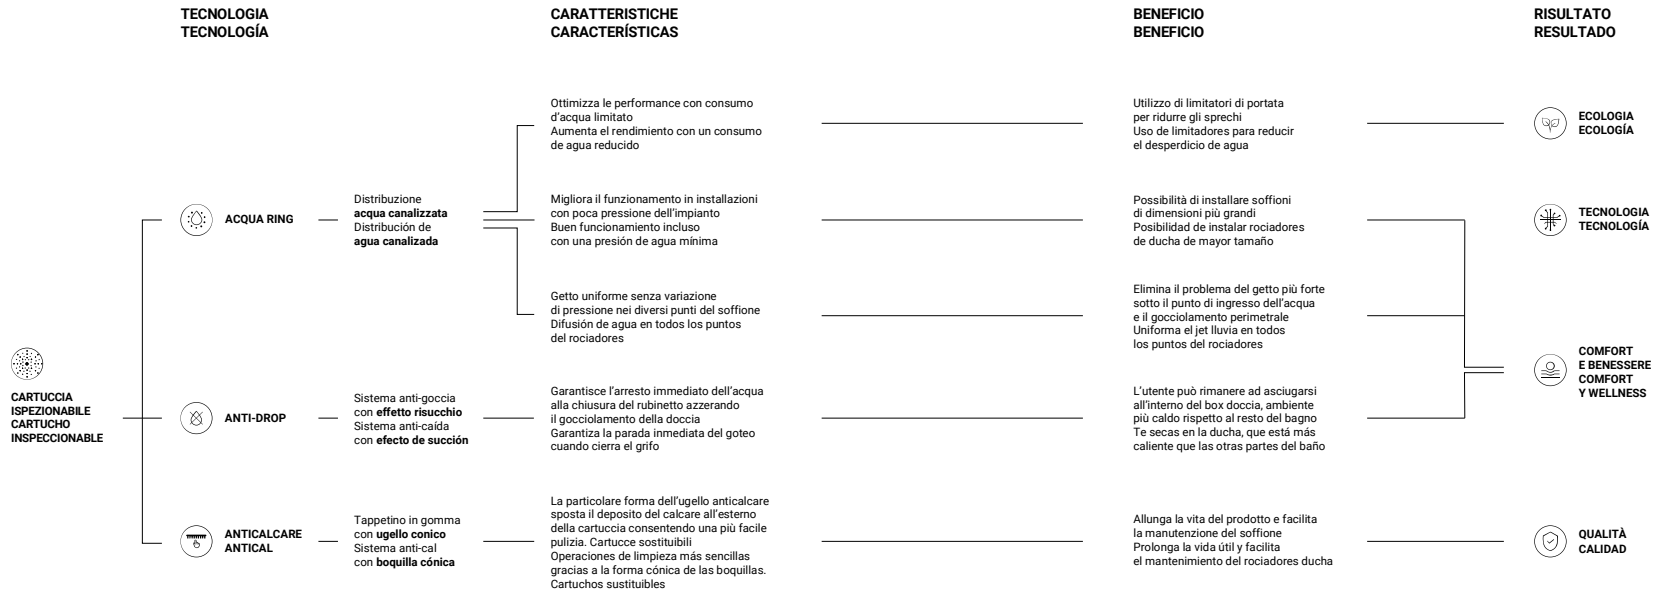 TECNOLOGIA
TECNOLOGÍA
CARATTERISTICHE
CARACTERÍSTICAS
BENEFICIO
BENEFICIO
RISULTATO
RESULTADO
CARTUCCIA
ISPEZIONABILE
CARTUCHO
INSPECCIONABLE
ACQUA RING
Distribuzione
acqua canalizzata
Distribución de
agua canalizada
Ottimizza le performance con consumo
d'acqua limitato
Aumenta el rendimiento con un consumo
de agua reducido
Utilizzo di limitatori di portata
per ridurre gli sprechi
Uso de limitadores para reducir
el desperdicio de agua
ECOLOGIA
ECOLOGÍA
Migliora il funzionamento in installazioni
con poca pressione dell'impianto
Buen funcionamiento incluso
con una presión de agua mínima
Possibilità di installare soffioni
di dimensioni più grandi
Posibilidad de instalar rociadores
de ducha de mayor tamaño
TECNOLOGIA
TECNOLOGÍA
Getto uniforme senza variazione
di pressione nei diversi punti del soffione
Difusión de agua en todos los puntos
del rociadores
Elimina il problema del getto più forte
sotto il punto di ingresso dell'acqua
e il gocciolamento perimetrale
Uniforma el jet lluvia en todos
los puntos del rociadores
COMFORT
E BENESSERE
COMFORT
Y WELLNESS
ANTI-DROP
Sistema anti-goccia
con effetto risucchio
Sistema anti-caída
con efecto de succión
Garantisce l'arresto immediato dell'acqua
alla chiusura del rubinetto azzerando
il gocciolamento della doccia
Garantiza la parada inmediata del goteo
cuando cierra el grifo
L'utente può rimanere ad asciugarsi
all'interno del box doccia, ambiente
più caldo rispetto al resto del bagno
Te secas en la ducha, que está más
caliente que las otras partes del baño
ANTICALCARE
ANTICAL
Tappetino in gomma
con ugello conico
Sistema anti-cal
con boquilla cónica
La particolare forma dell'ugello anticalcare
sposta il deposito del calcare all'esterno
della cartuccia consentendo una più facile
pulizia. Cartucce sostituibili
Operaciones de limpieza más sencillas
gracias a la forma cónica de las boquillas.
Cartuchos sustituibles
Allunga la vita del prodotto e facilita
la manutenzione del soffione
Prolonga la vida útil y facilita
el mantenimiento del rociadores ducha
QUALITÀ
CALIDAD